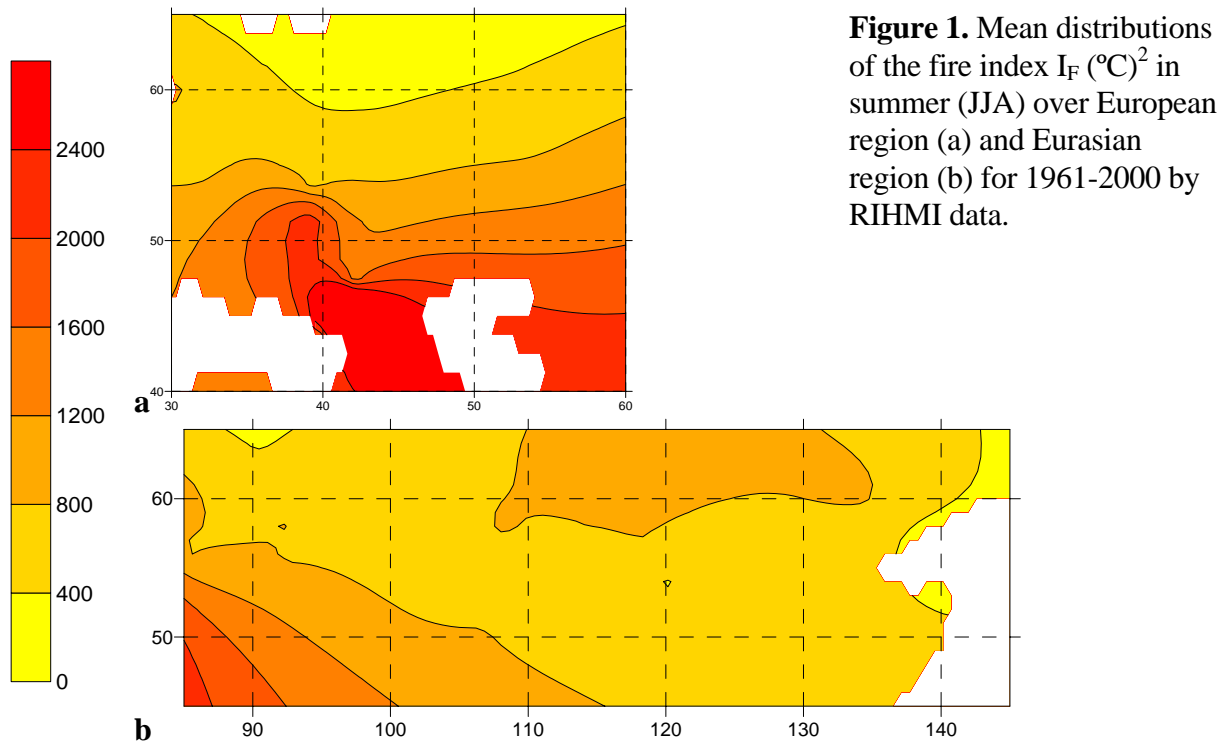 Figure 1. Mean distributions
of the fire index I_F (ºC)² in
summer (JJA) over European
region (a) and Eurasian
region (b) for 1961-2000 by
RIHMI data.
2400
2000
1600
1200
800
400
0
60
50
40
a
30 40 50 60
60
50
b
90 100 110 120 130 140